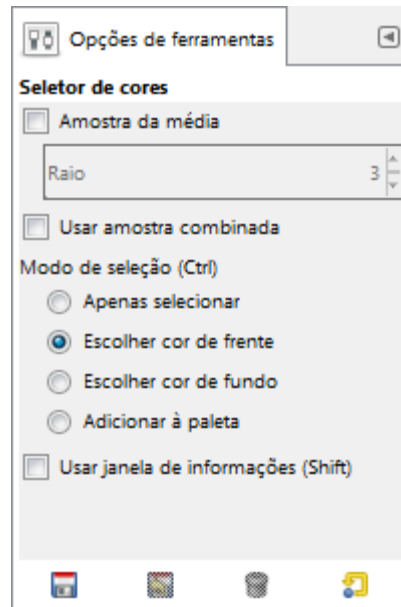 Opções de ferramentas
Seletor de cores
Amostra da média
Raio 3
Usar amostra combinada
Modo de seleção (Ctrl)
Apenas selecionar
Escolher cor de frente
Escolher cor de fundo
Adicionar à paleta
Usar janela de informações (Shift)